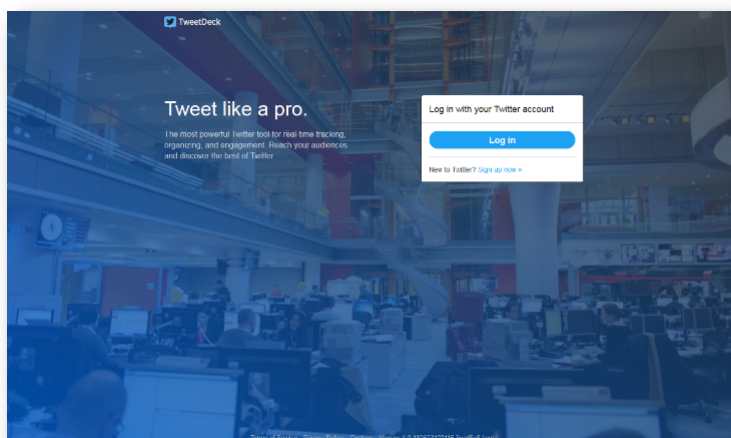 TweetDeck
Tweet like a pro.
The most powerful Twitter tool for real time tracking,
organizing, and engagement. Reach your audiences
and discover the best of Twitter
Log in with your Twitter account
Log in
New to Twitter? Sign up now »